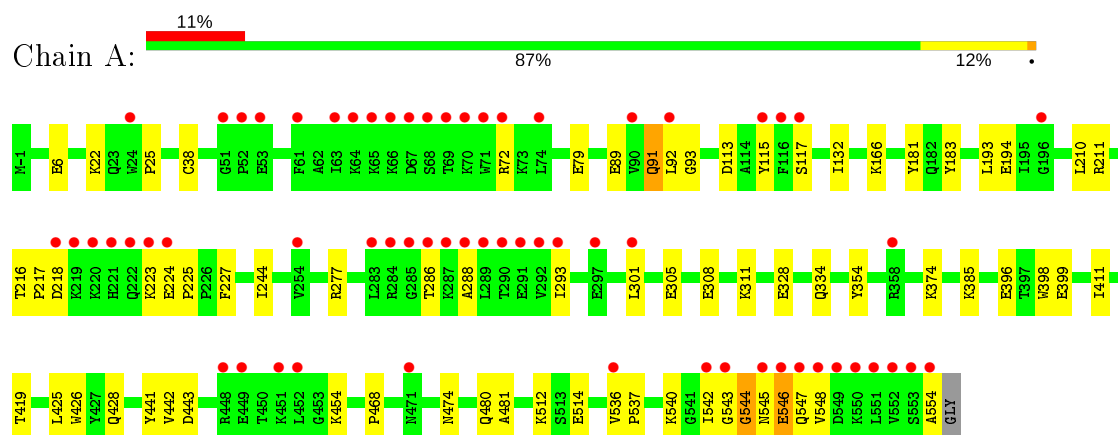 11%
Chain A:
87% 12% •
M-1 E6 K22 Q23 W24 P25 C38 G51 P52 E53 F61 A62 I63 K64 K65 K66 D67 S68 T69 K70 W71 R72 K73 L74 E79 E89 V90 Q91 L92 G93 D113 A114 Y115 F116 S117 I132 K166 Y181 Q182 Y183 L193 E194 I195 G196 L210 R211
T216 P217 D218 K219 K220 H221 Q222 K223 E224 P225 P226 F227 I244 V254 R277 L283 R284 G285 T286 K287 A288 L289 T290 E291 V292 I293 E297 L301 E305 E308 K311 E328 Q334 Y354 R358 K374 K385 E396 T397 W398 E399 I411
T419 L425 W426 Y427 Q428 Y441 V442 D443 R448 E449 T450 K451 L452 G453 K454 P468 N471 N474 Q480 A481 K512 S513 E514 V536 P537 K540 G541 I542 G543 G544 N545 E546 Q547 V548 D549 K550 L551 V552 S553 A554 GLY